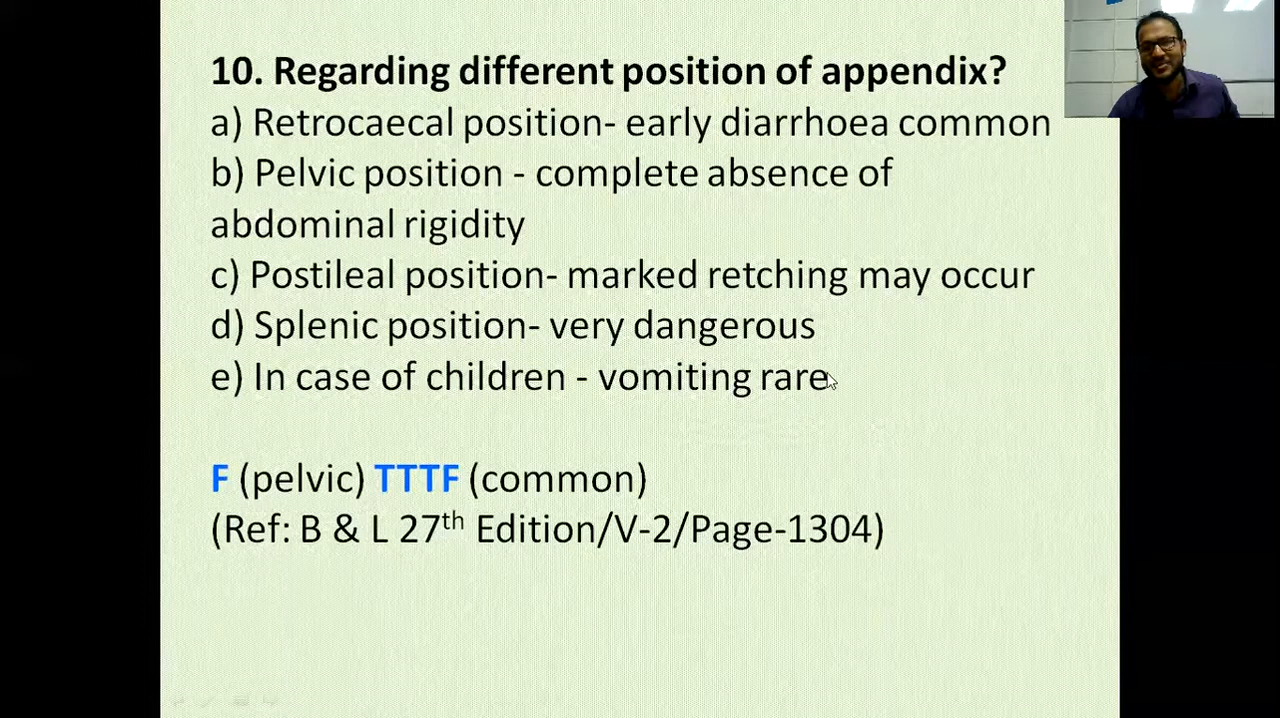 10. Regarding different position of appendix?
a) Retrocaecal position- early diarrhoea common
b) Pelvic position - complete absence of
abdominal rigidity
c) Postileal position- marked retching may occur
d) Splenic position- very dangerous
e) In case of children - vomiting rare
F (pelvic) TTTF (common)
(Ref: B & L 27th Edition/V-2/Page-1304)